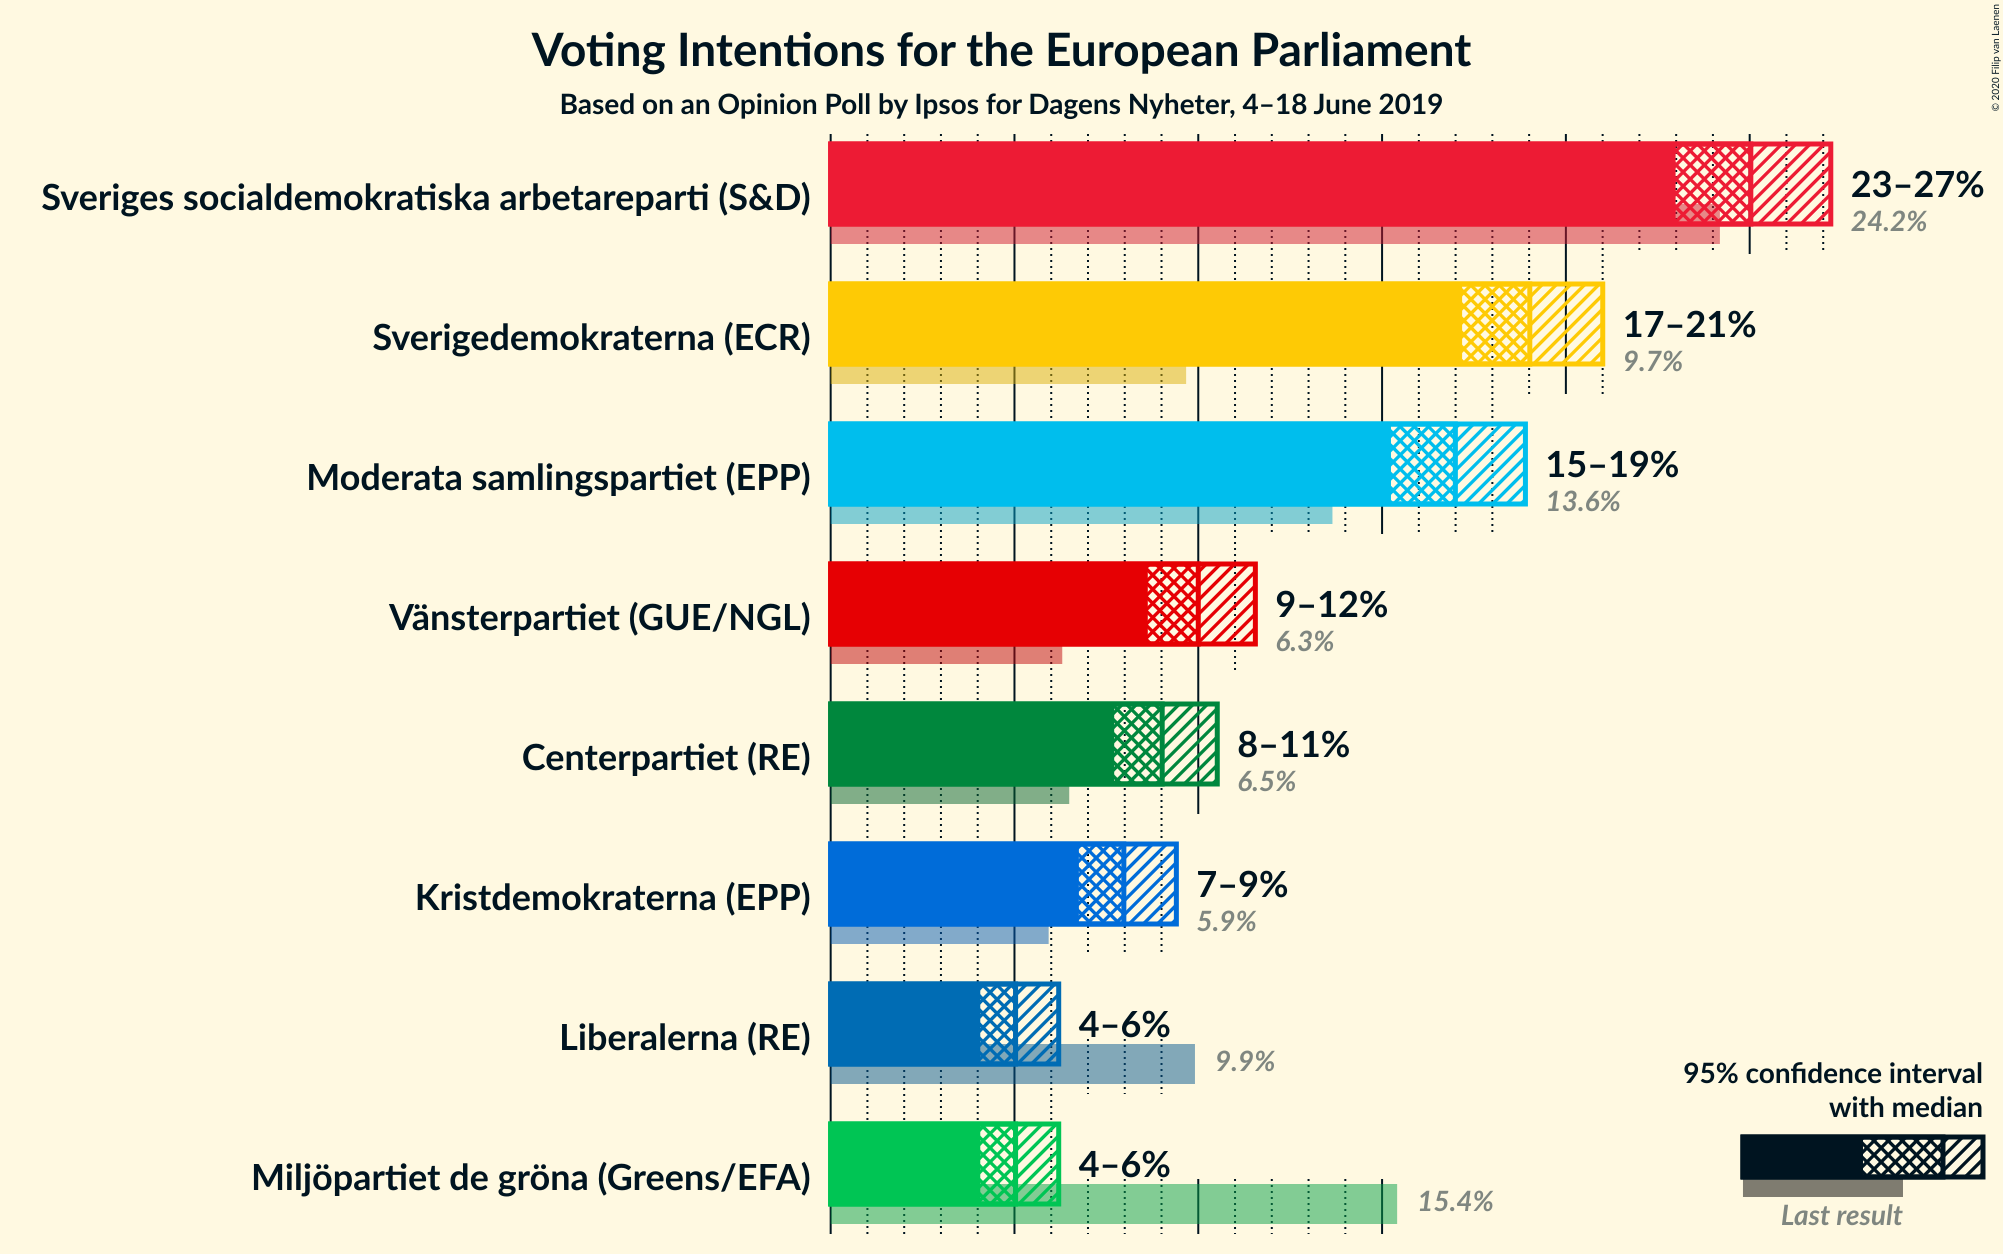 Voting Intentions for the European Parliament
Based on an Opinion Poll by Ipsos for Dagens Nyheter, 4–18 June 2019
© 2020 Filip van Laenen
Sveriges socialdemokratiska arbetareparti (S&D)
23–27%
24.2%
Sverigedemokraterna (ECR)
17–21%
9.7%
Moderata samlingspartiet (EPP)
15–19%
13.6%
Vänsterpartiet (GUE/NGL)
9–12%
6.3%
Centerpartiet (RE)
8–11%
6.5%
Kristdemokraterna (EPP)
7–9%
5.9%
Liberalerna (RE)
4–6%
9.9%
Miljöpartiet de gröna (Greens/EFA)
4–6%
15.4%
95% confidence interval
with median
Last result